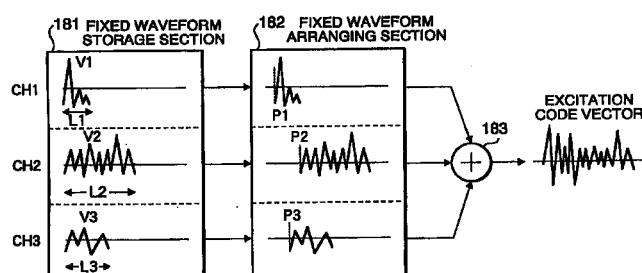 181
FIXED WAVEFORM
STORAGE SECTION
182
FIXED WAVEFORM
ARRANGING SECTION
CH1
V1
L1
P1
CH2
V2
L2
P2
183
EXCITATION
CODE VECTOR
CH3
V3
L3
P3